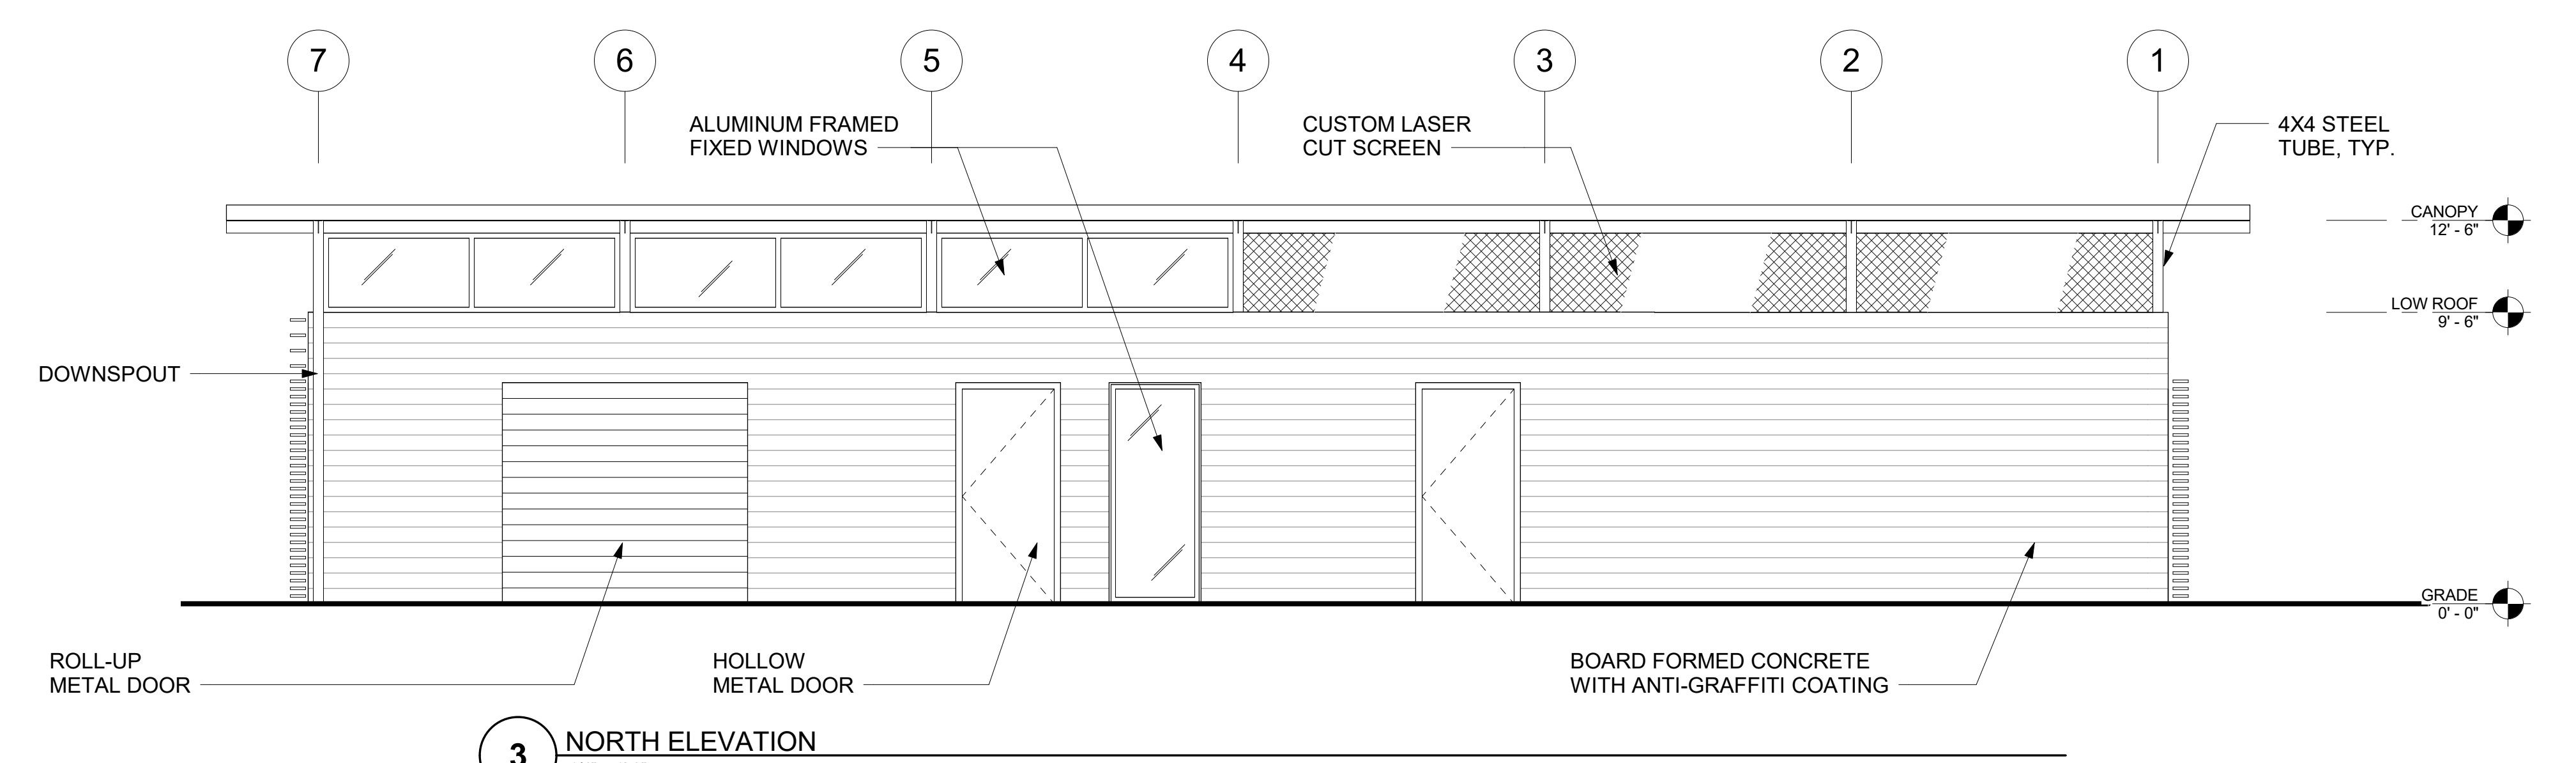 7
6
5
4
3
2
1
ALUMINUM FRAMED
FIXED WINDOWS
CUSTOM LASER
CUT SCREEN
4X4 STEEL
TUBE, TYP.
CANOPY
12' - 6"
LOW ROOF
9' - 6"
DOWNSPOUT
GRADE
0' - 0"
ROLL-UP
METAL DOOR
HOLLOW
METAL DOOR
BOARD FORMED CONCRETE
WITH ANTI-GRAFFITI COATING
3
NORTH ELEVATION